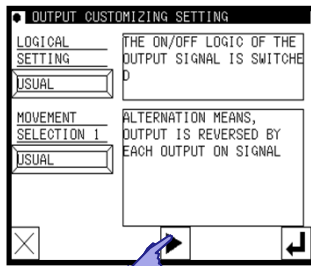 OUTPUT CUSTOMIZING SETTING
LOGICAL
SETTING
USUAL
THE ON/OFF LOGIC OF THE
OUTPUT SIGNAL IS SWITCHE
D
MOVEMENT
SELECTION 1
USUAL
ALTERNATION MEANS,
OUTPUT IS REVERSED BY
EACH OUTPUT ON SIGNAL